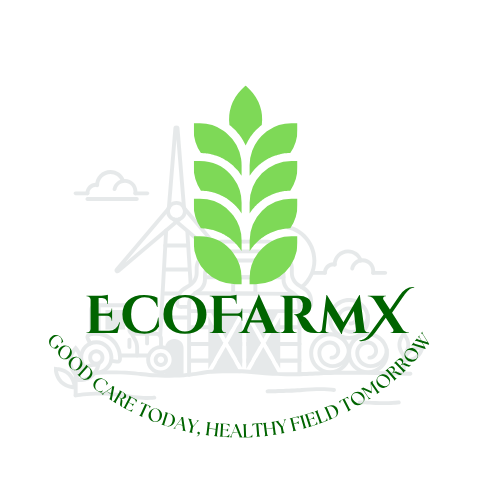 EcoFarmX
GOOD CARE TODAY, HEALTHY FIELD TOMORROW